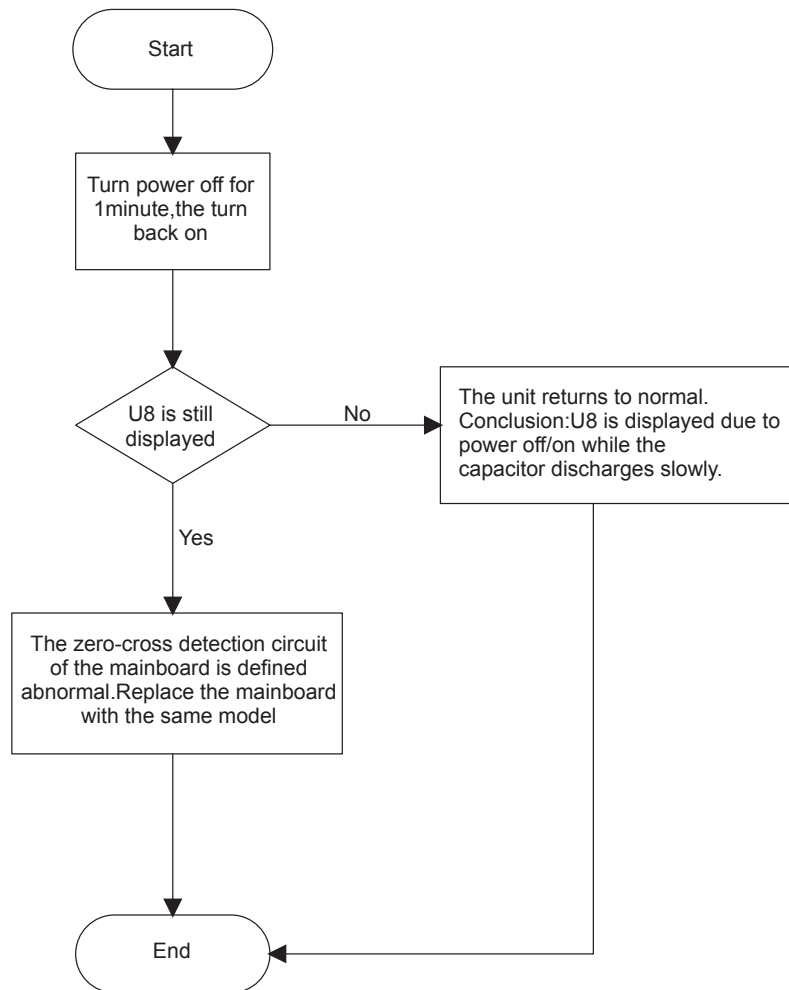 Start
Turn power off for
1minute,the turn
back on
U8 is still
displayed
No
The unit returns to normal.
Conclusion:U8 is displayed due to
power off/on while the
capacitor discharges slowly.
Yes
The zero-cross detection circuit
of the mainboard is defined
abnormal.Replace the mainboard
with the same model
End